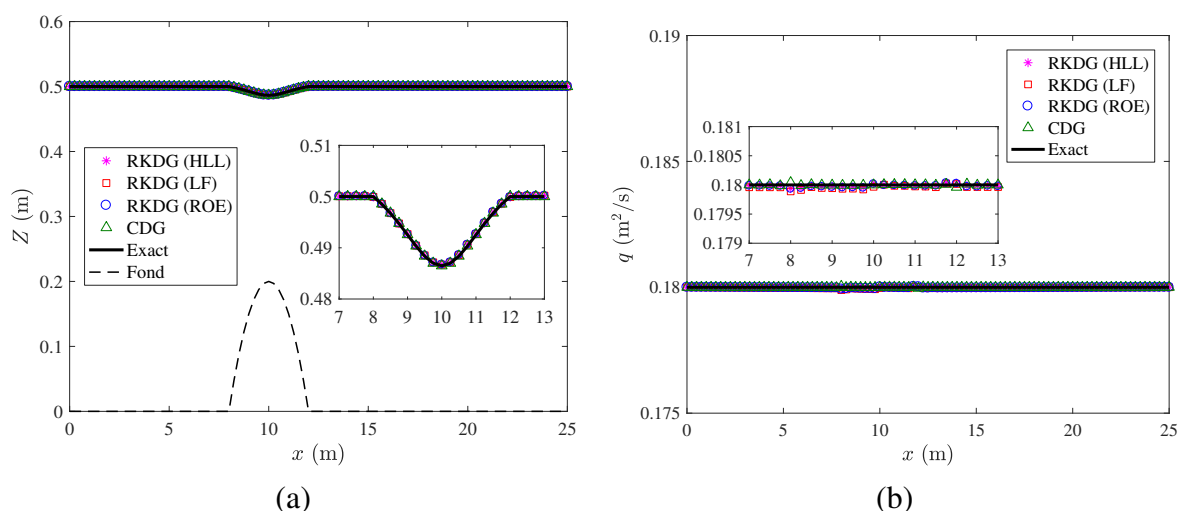 0.6
0.5
0.4
0.3
0.2
0.1
0
Z (m)
RKDG (HLL)
RKDG (LF)
RKDG (ROE)
CDG
Exact
Fond
0.51
0.50
0.49
0.48
7 8 9 10 11 12 13
0 5 10 15 20 25
x (m)
(a)
0.19
0.185
0.18
0.175
q (m²/s)
RKDG (HLL)
RKDG (LF)
RKDG (ROE)
CDG
Exact
0.181
0.1805
0.180
0.1795
0.179
7 8 9 10 11 12 13
0 5 10 15 20 25
x (m)
(b)